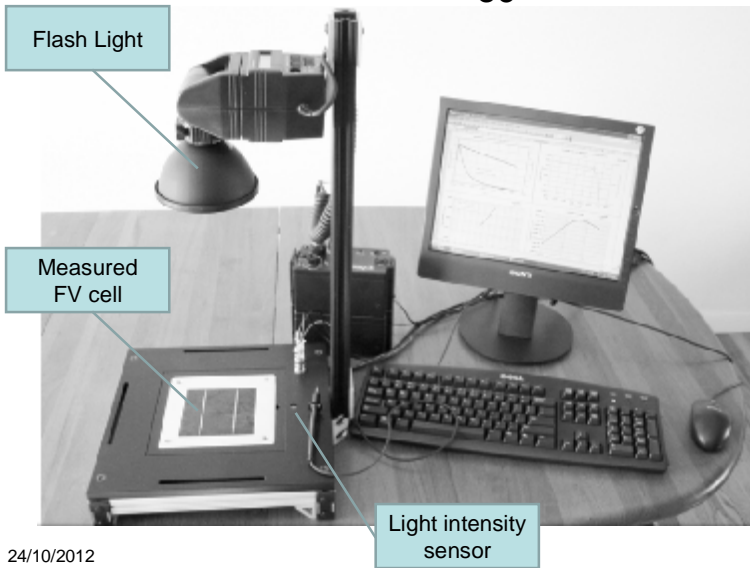 Flash Light
Measured
FV cell
Light intensity
sensor
24/10/2012